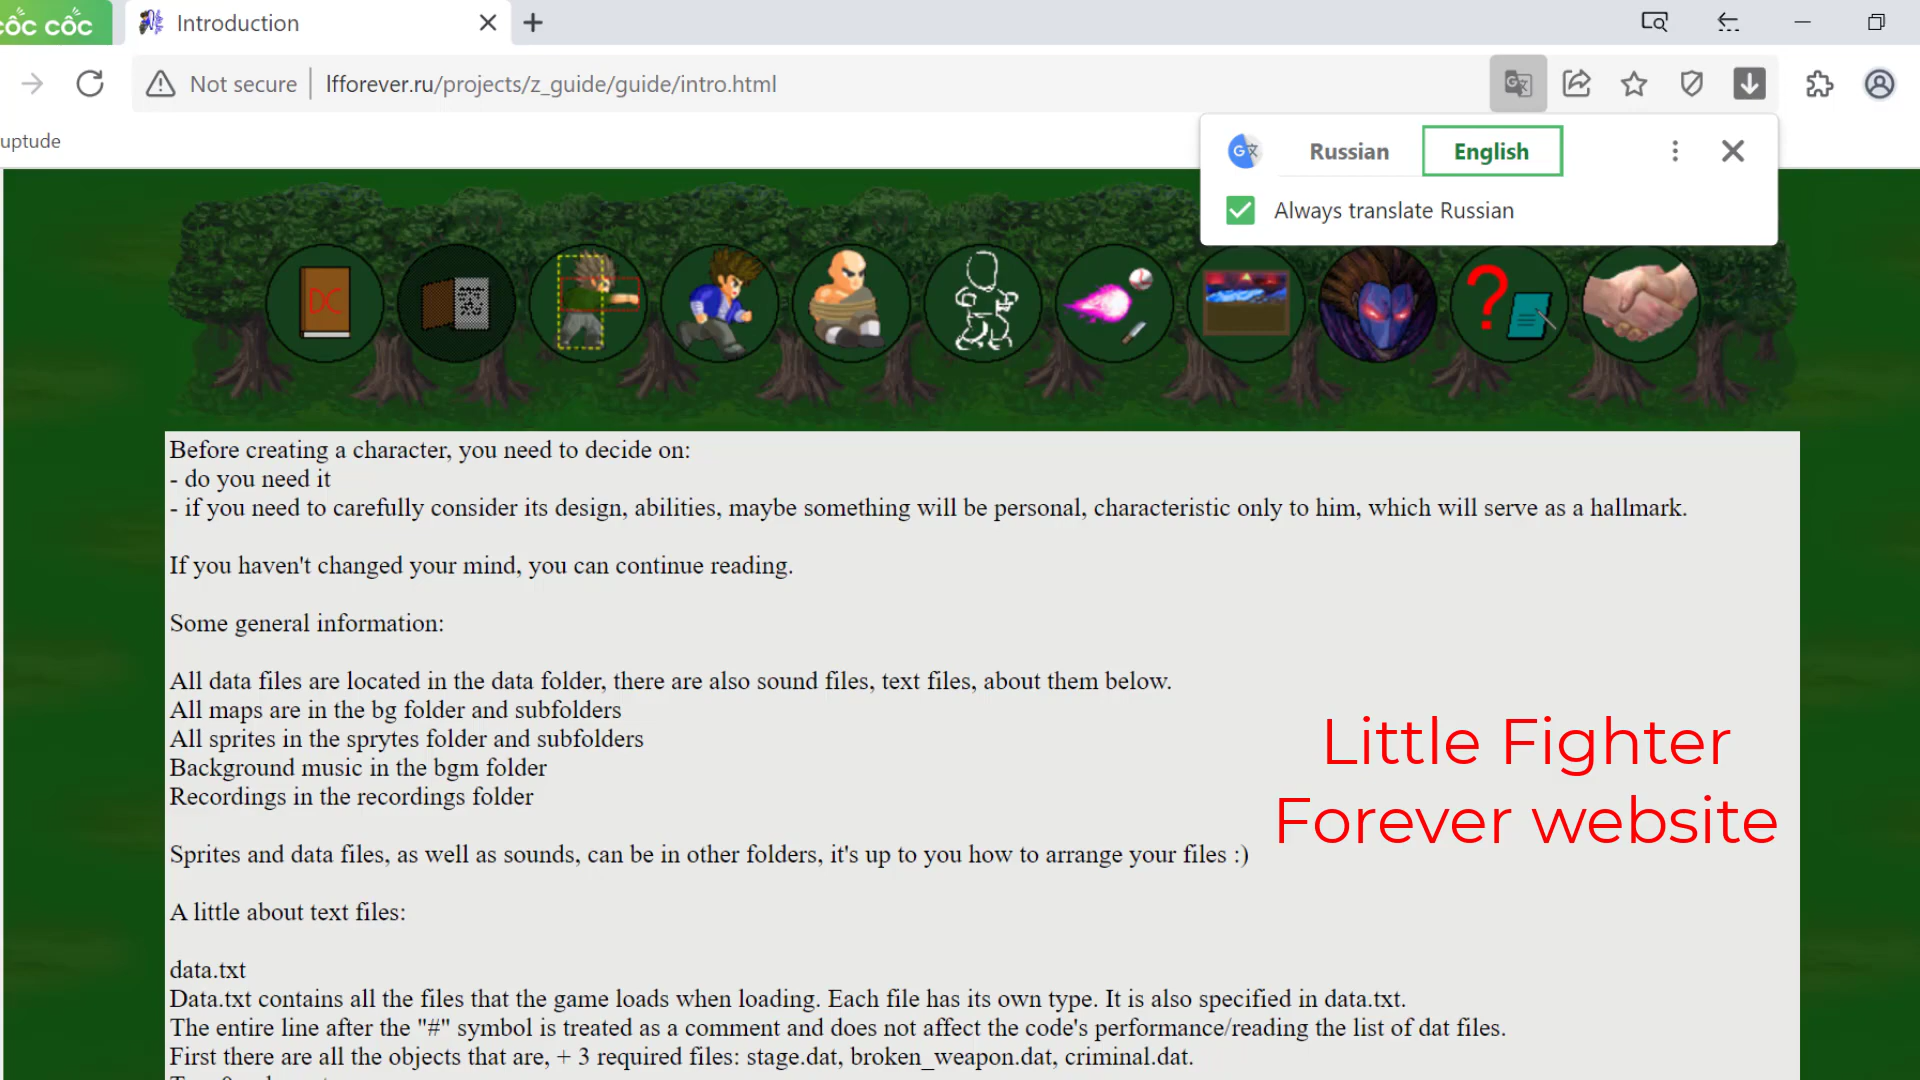 cốc cốc
Introduction
Not secure
lfforever.ru/projects/z_guide/guide/intro.html
uptude
Russian
English
Always translate Russian
DC
Before creating a character, you need to decide on:
- do you need it
- if you need to carefully consider its design, abilities, maybe something will be personal, characteristic only to him, which will serve as a hallmark.
If you haven't changed your mind, you can continue reading.
Some general information:
All data files are located in the data folder, there are also sound files, text files, about them below.
All maps are in the bg folder and subfolders
All sprites in the sprytes folder and subfolders
Background music in the bgm folder
Recordings in the recordings folder
Little Fighter
Forever website
Sprites and data files, as well as sounds, can be in other folders, it's up to you how to arrange your files :)
A little about text files:
data.txt
Data.txt contains all the files that the game loads when loading. Each file has its own type. It is also specified in data.txt.
The entire line after the "#" symbol is treated as a comment and does not affect the code's performance/reading the list of dat files.
First there are all the objects that are, + 3 required files: stage.dat, broken_weapon.dat, criminal.dat.